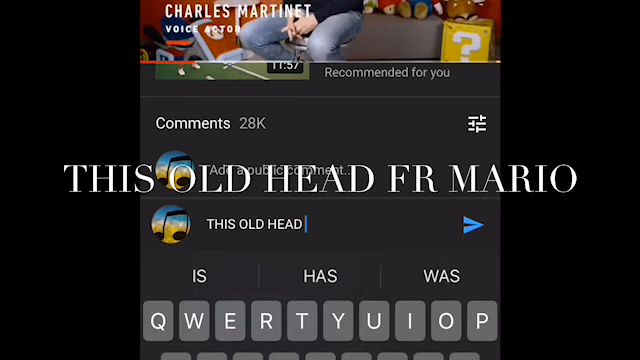 CHARLES MARTINET
VOICE ACTOR
11:57
Recommended for you
Comments 28K
Add a public comment...
THIS OLD HEAD FR MARIO
THIS OLD HEAD
IS HAS WAS
Q W E R T Y U I O P